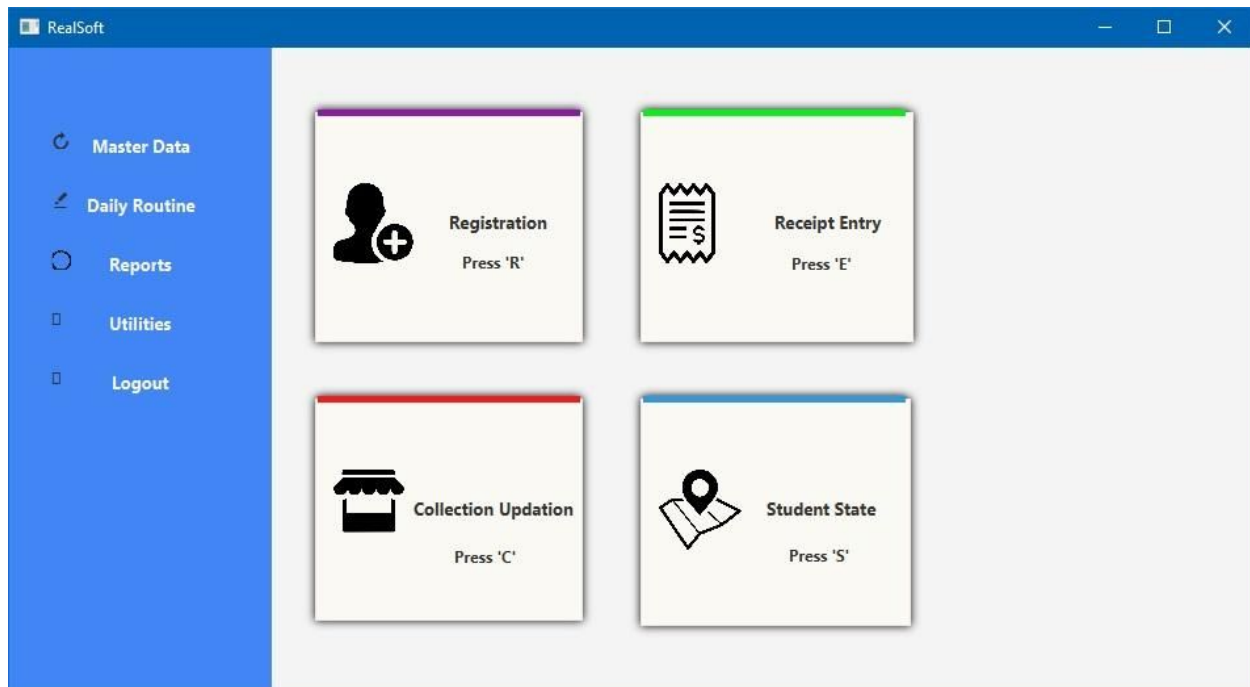 RealSoft
Master Data
Daily Routine
Reports
Utilities
Logout
Registration
Press 'R'
Receipt Entry
Press 'E'
Collection Updation
Press 'C'
Student State
Press 'S'